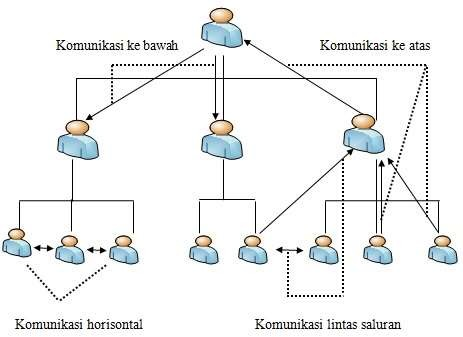 Komunikasi ke bawah
Komunikasi ke atas
Komunikasi horisontal
Komunikasi lintas saluran